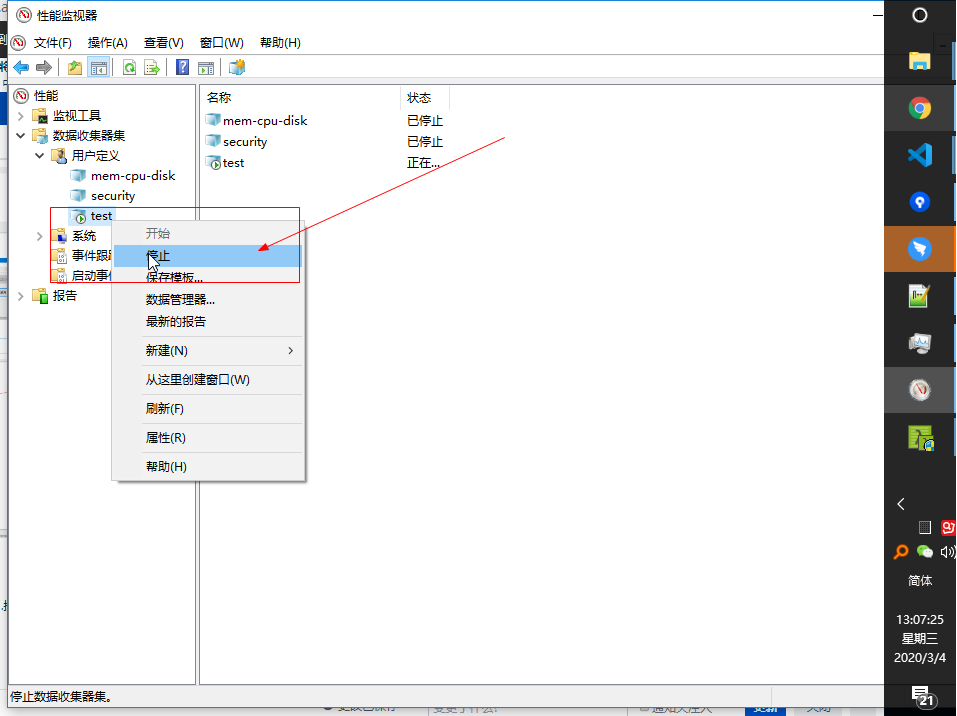 性能监视器
文件(F) 操作(A) 查看(V) 窗口(W) 帮助(H)
性能
监视工具
数据收集器集
用户定义
mem-cpu-disk
security
test
系统
事件跟
启动事件
报告
名称 状态
mem-cpu-disk 已停止
security 已停止
test 正在...
开始
停止
保存模板...
数据管理器...
最新的报告
新建(N)
从这里创建窗口(W)
刷新(F)
属性(R)
帮助(H)
停止数据收集器集。
简体
13:07:25
星期三
2020/3/4
21